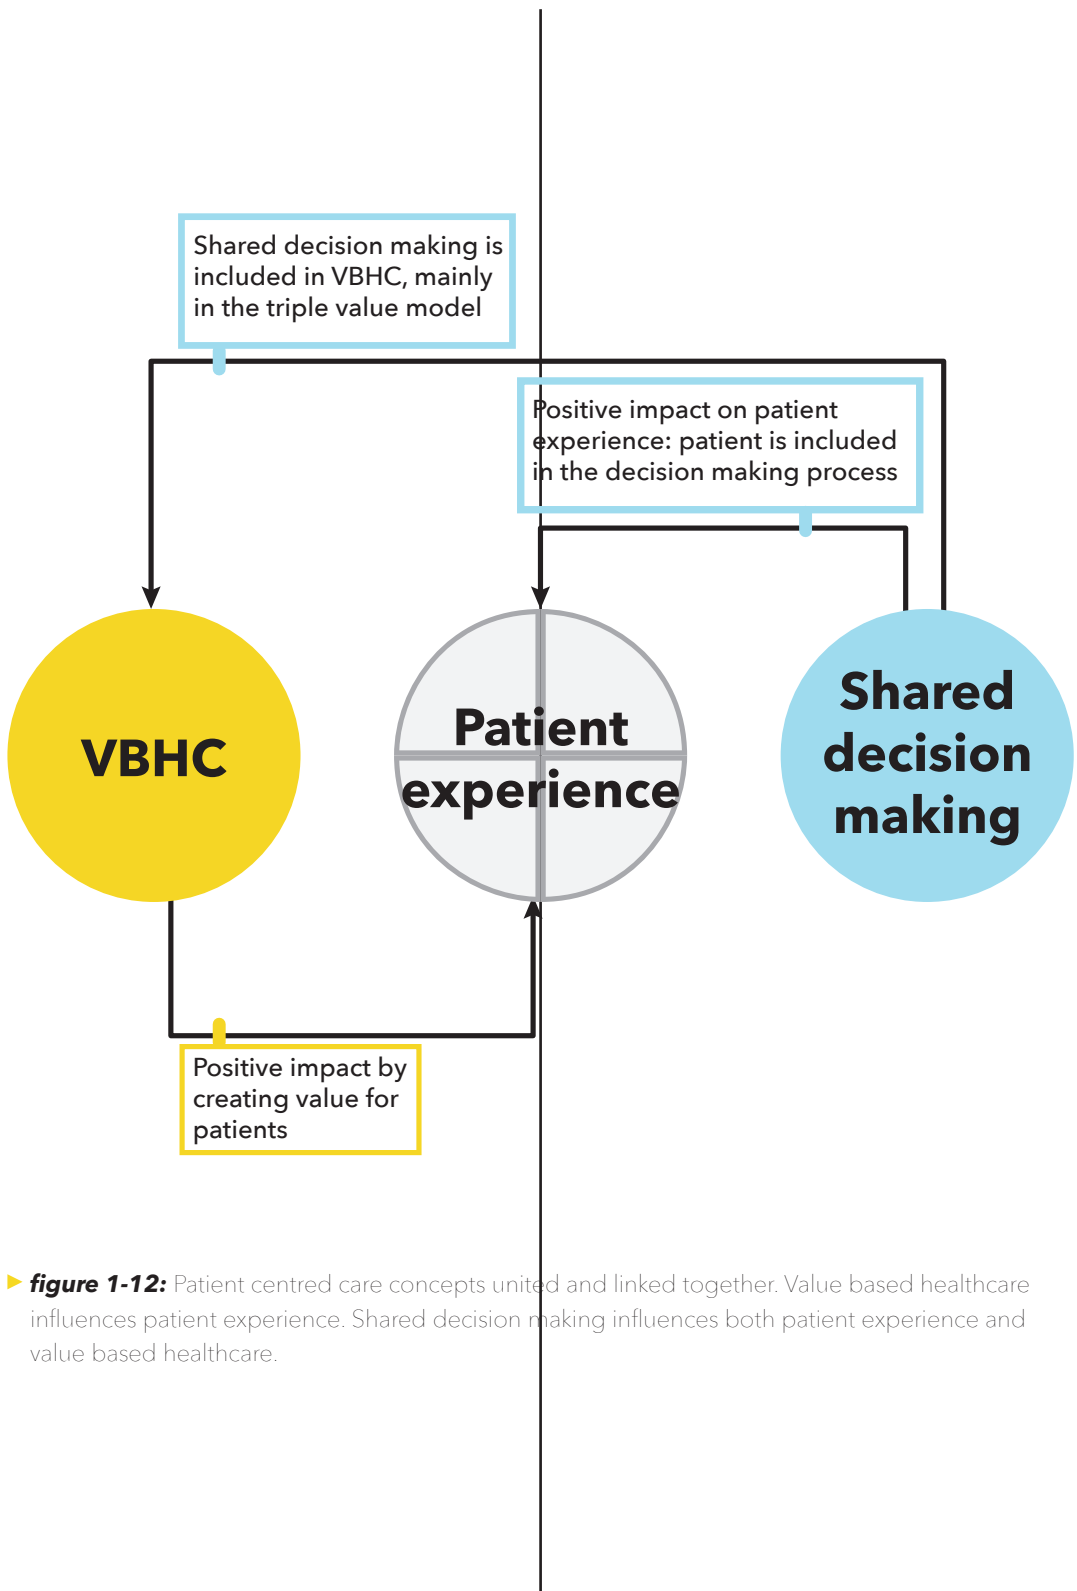 Shared decision making is
included in VBHC, mainly
in the triple value model
Positive impact on patient
experience: patient is included
in the decision making process
VBHC
Patient
experience
Shared
decision
making
Positive impact by
creating value for
patients
figure 1-12: Patient centred care concepts united and linked together. Value based healthcare
influences patient experience. Shared decision making influences both patient experience and
value based healthcare.